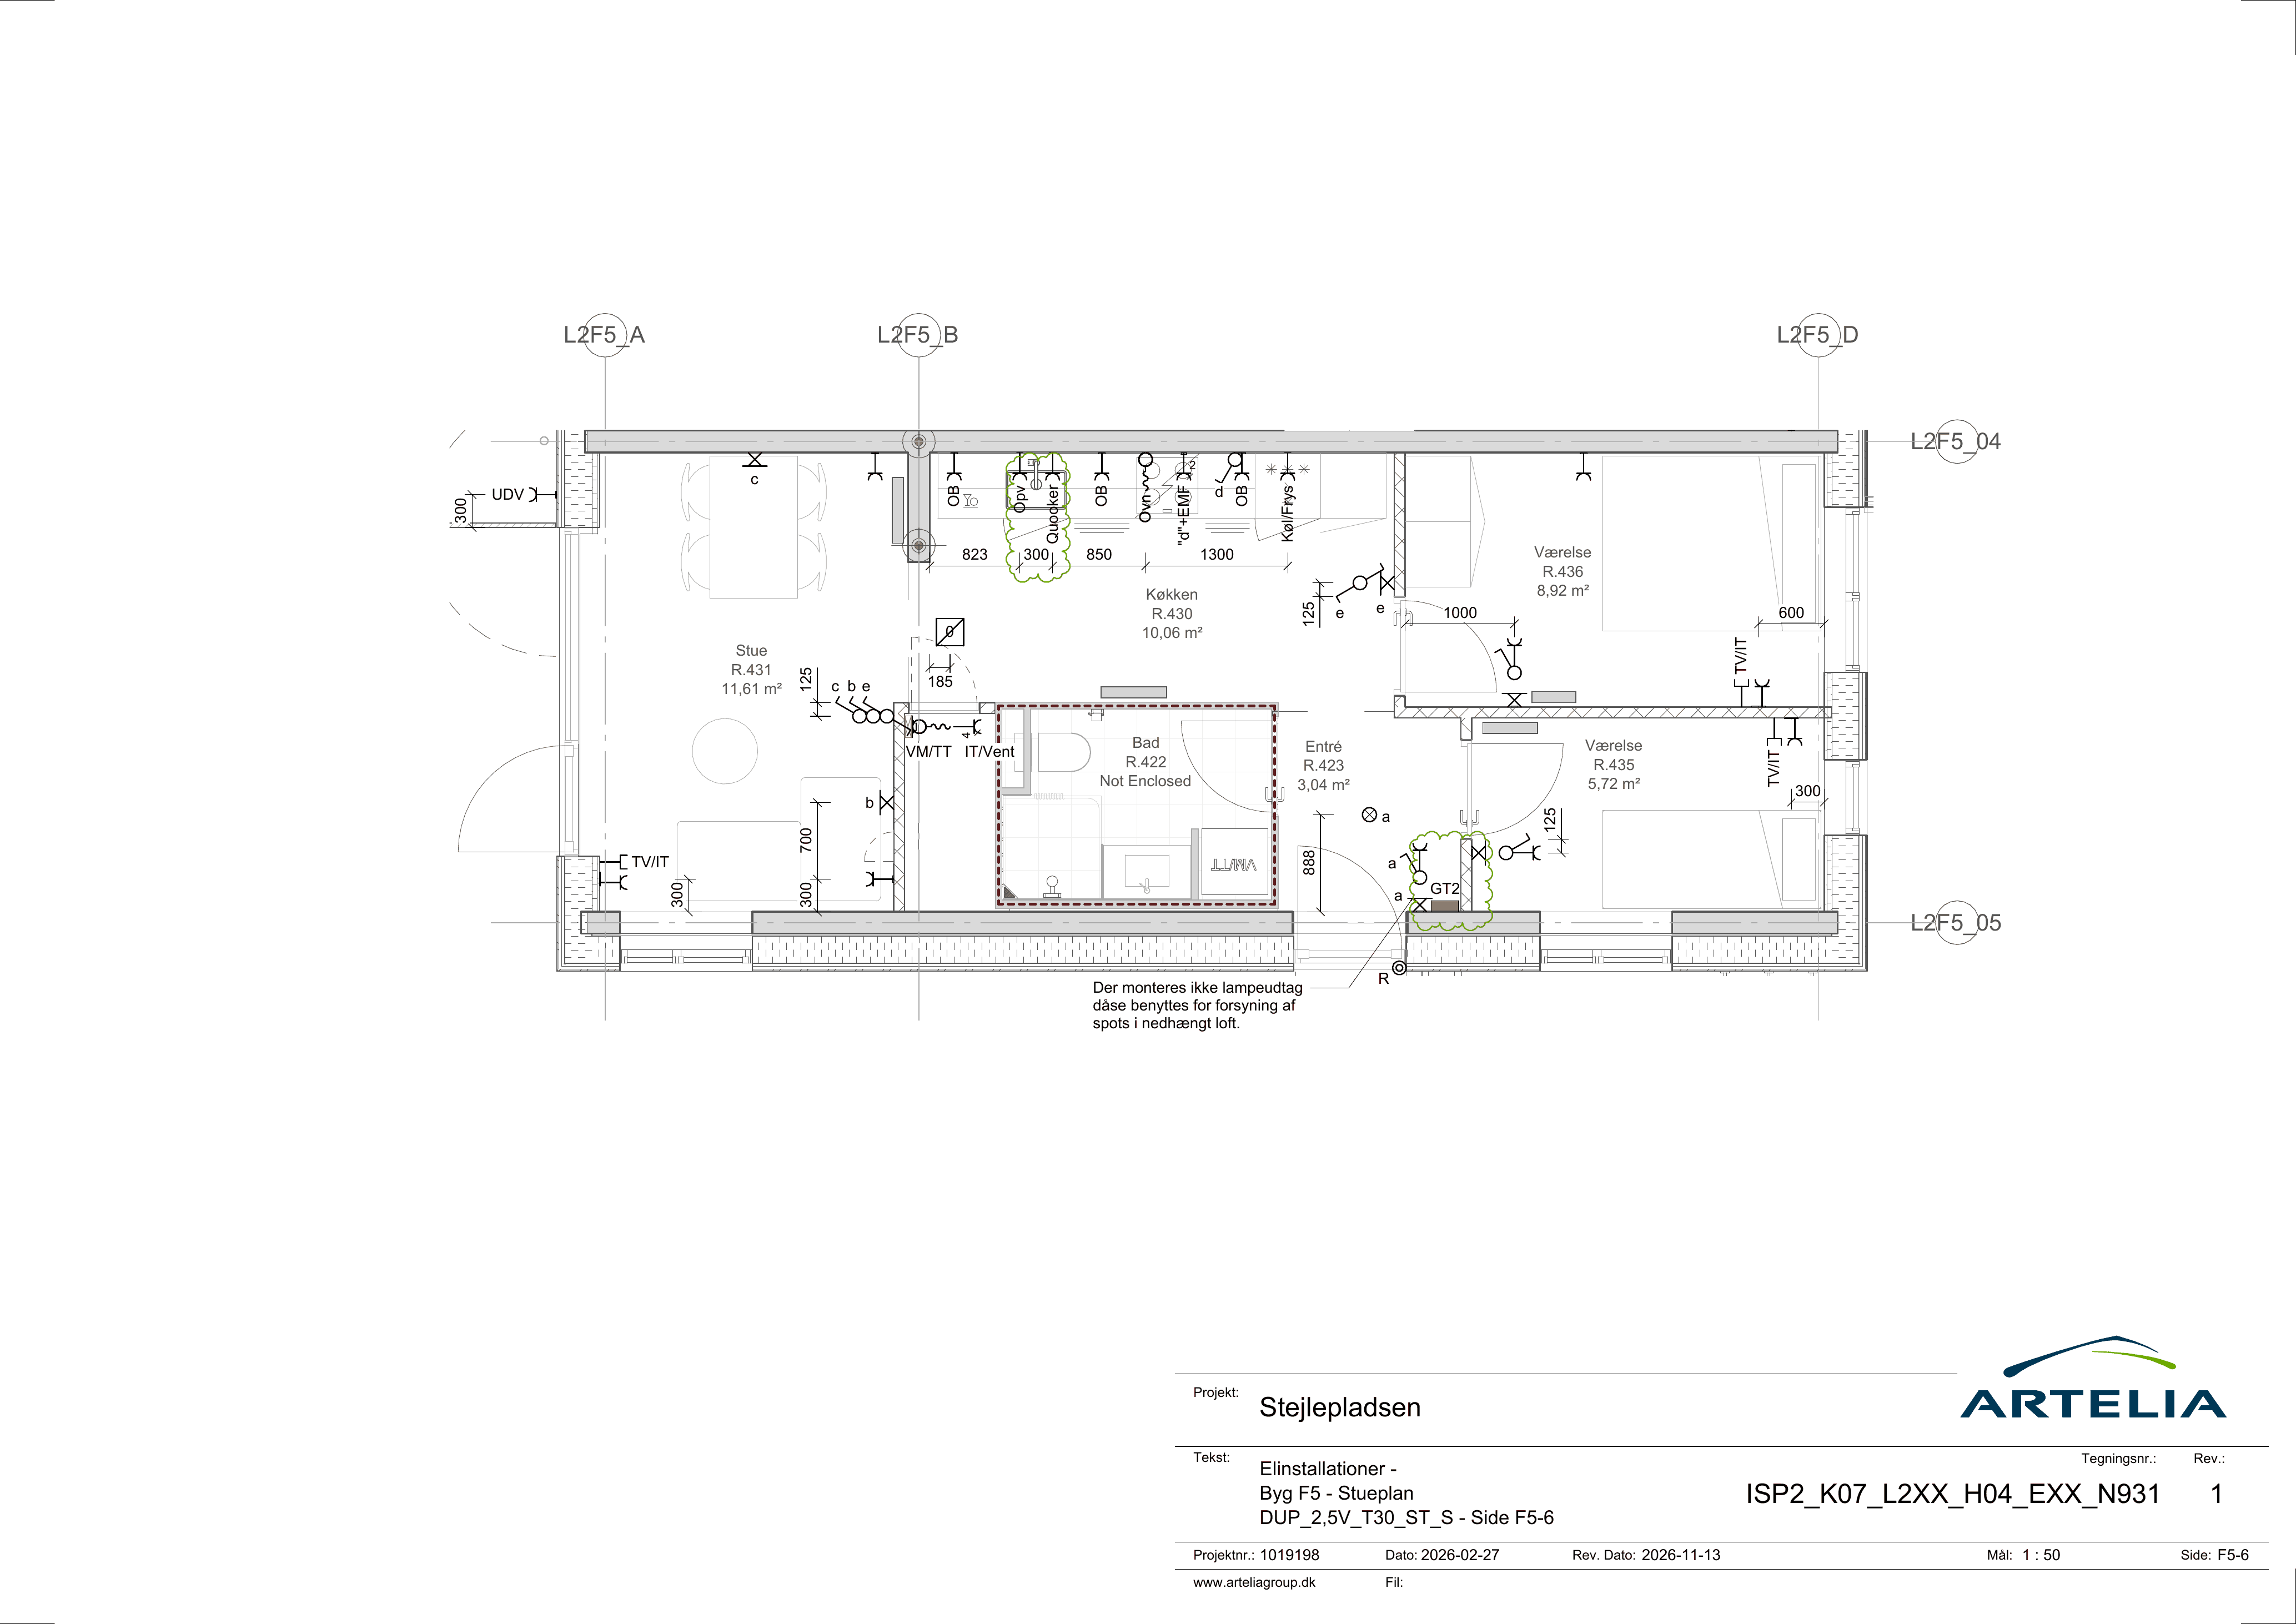 L2F5_A
L2F5_B
L2F5_D
L2F5_04
UDV
300
c
OB
Opv
Quooker
OB
Ovn
2
"d"+EMF
d
OB
Køl/Frys
823
300
850
1300
Værelse
R.436
8,92 m²
Køkken
R.430
10,06 m²
125
e
e
1000
600
0
185
Stue
R.431
11,61 m²
125
c b e
TV/IT
VM/TT
4
IT/Vent
Bad
R.422
Not Enclosed
Entré
R.423
3,04 m²
Værelse
R.435
5,72 m²
TV/IT
300
b
a
125
700
TV/IT
300
300
VM/TT
888
a
GT2
a
L2F5_05
R
Der monteres ikke lampeudtag
dåse benyttes for forsyning af
spots i nedhængt loft.
ARTELIA
Projekt:
Stejlepladsen
Tekst:
Elinstallationer -
Byg F5 - Stueplan
DUP_2,5V_T30_ST_S - Side F5-6
Tegningsnr.:
Rev.:
ISP2_K07_L2XX_H04_EXX_N931
1
Projektnr.: 1019198
Dato: 2026-02-27
Rev. Dato: 2026-11-13
Mål: 1 : 50
Side: F5-6
www.arteliagroup.dk
Fil: